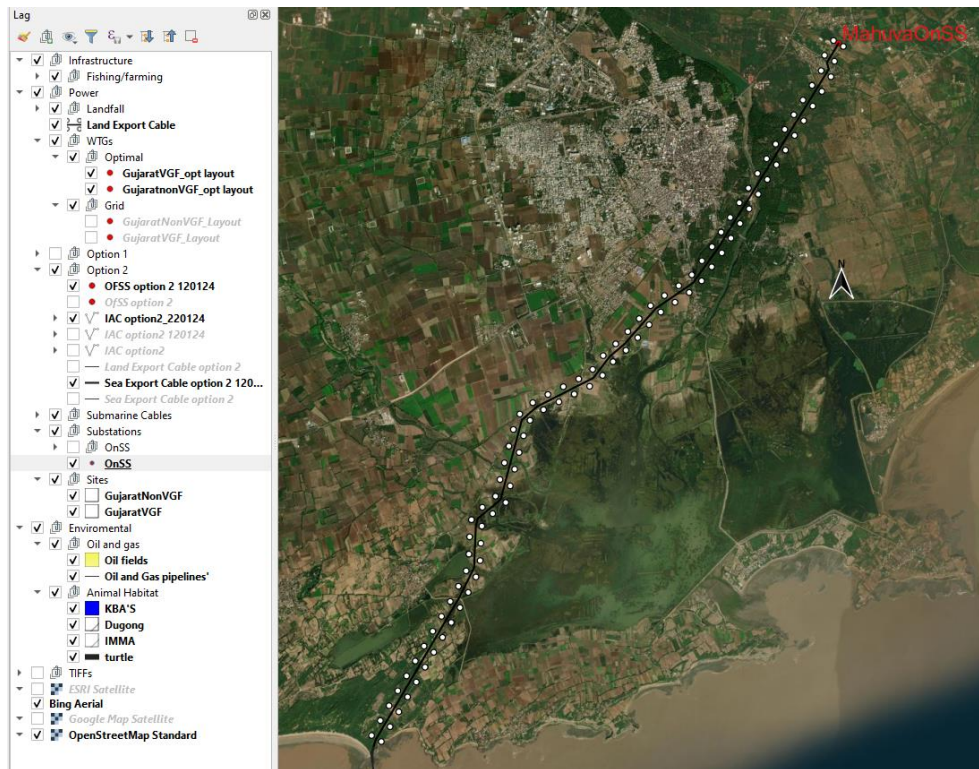 Lag
Infrastructure
Fishing/farming
Power
Landfall
Land Export Cable
WTGs
Optimal
GujaratVGF_opt layout
GujaratnonVGF_opt layout
Grid
GujaratNonVGF_Layout
GujaratVGF_Layout
Option 1
Option 2
OFSS option 2 120124
OfSS option 2
IAC option2_220124
IAC option2 120124
IAC option2
Land Export Cable option 2
Sea Export Cable option 2 120...
Sea Export Cable option 2
Submarine Cables
Substations
OnSS
OnSS
Sites
GujaratNonVGF
GujaratVGF
Enviromental
Oil and gas
Oil fields
Oil and Gas pipelines'
Animal Habitat
KBA'S
Dugong
IMMA
turtle
TIFFs
ESRI Satellite
Bing Aerial
Google Map Satellite
OpenStreetMap Standard
MahuvaOnSS
N